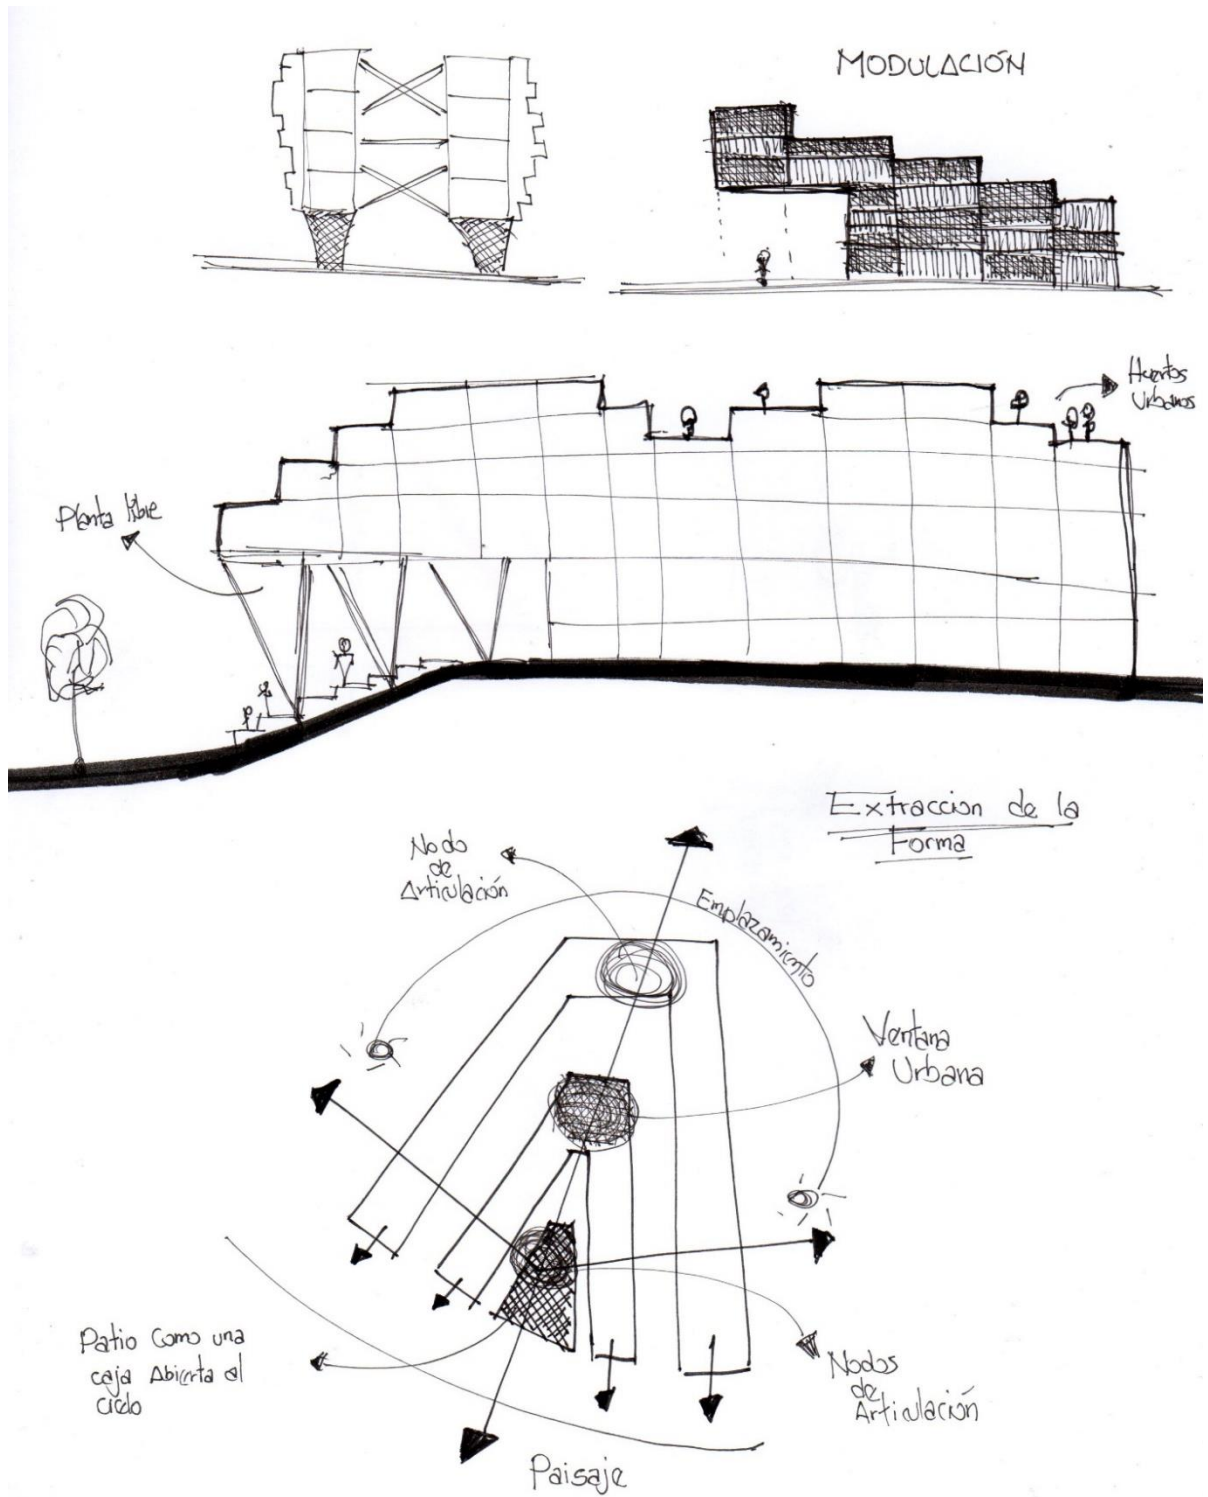 MODULACIÓN
Huertos
Urbanos
Planta libre
Extraccion de la
Forma
Nodo
de
Articulación
Emplazamiento
Ventana
Urbana
Patio Como una
caja Abierta al
cielo
Nodos
de
Articulación
Paisaje